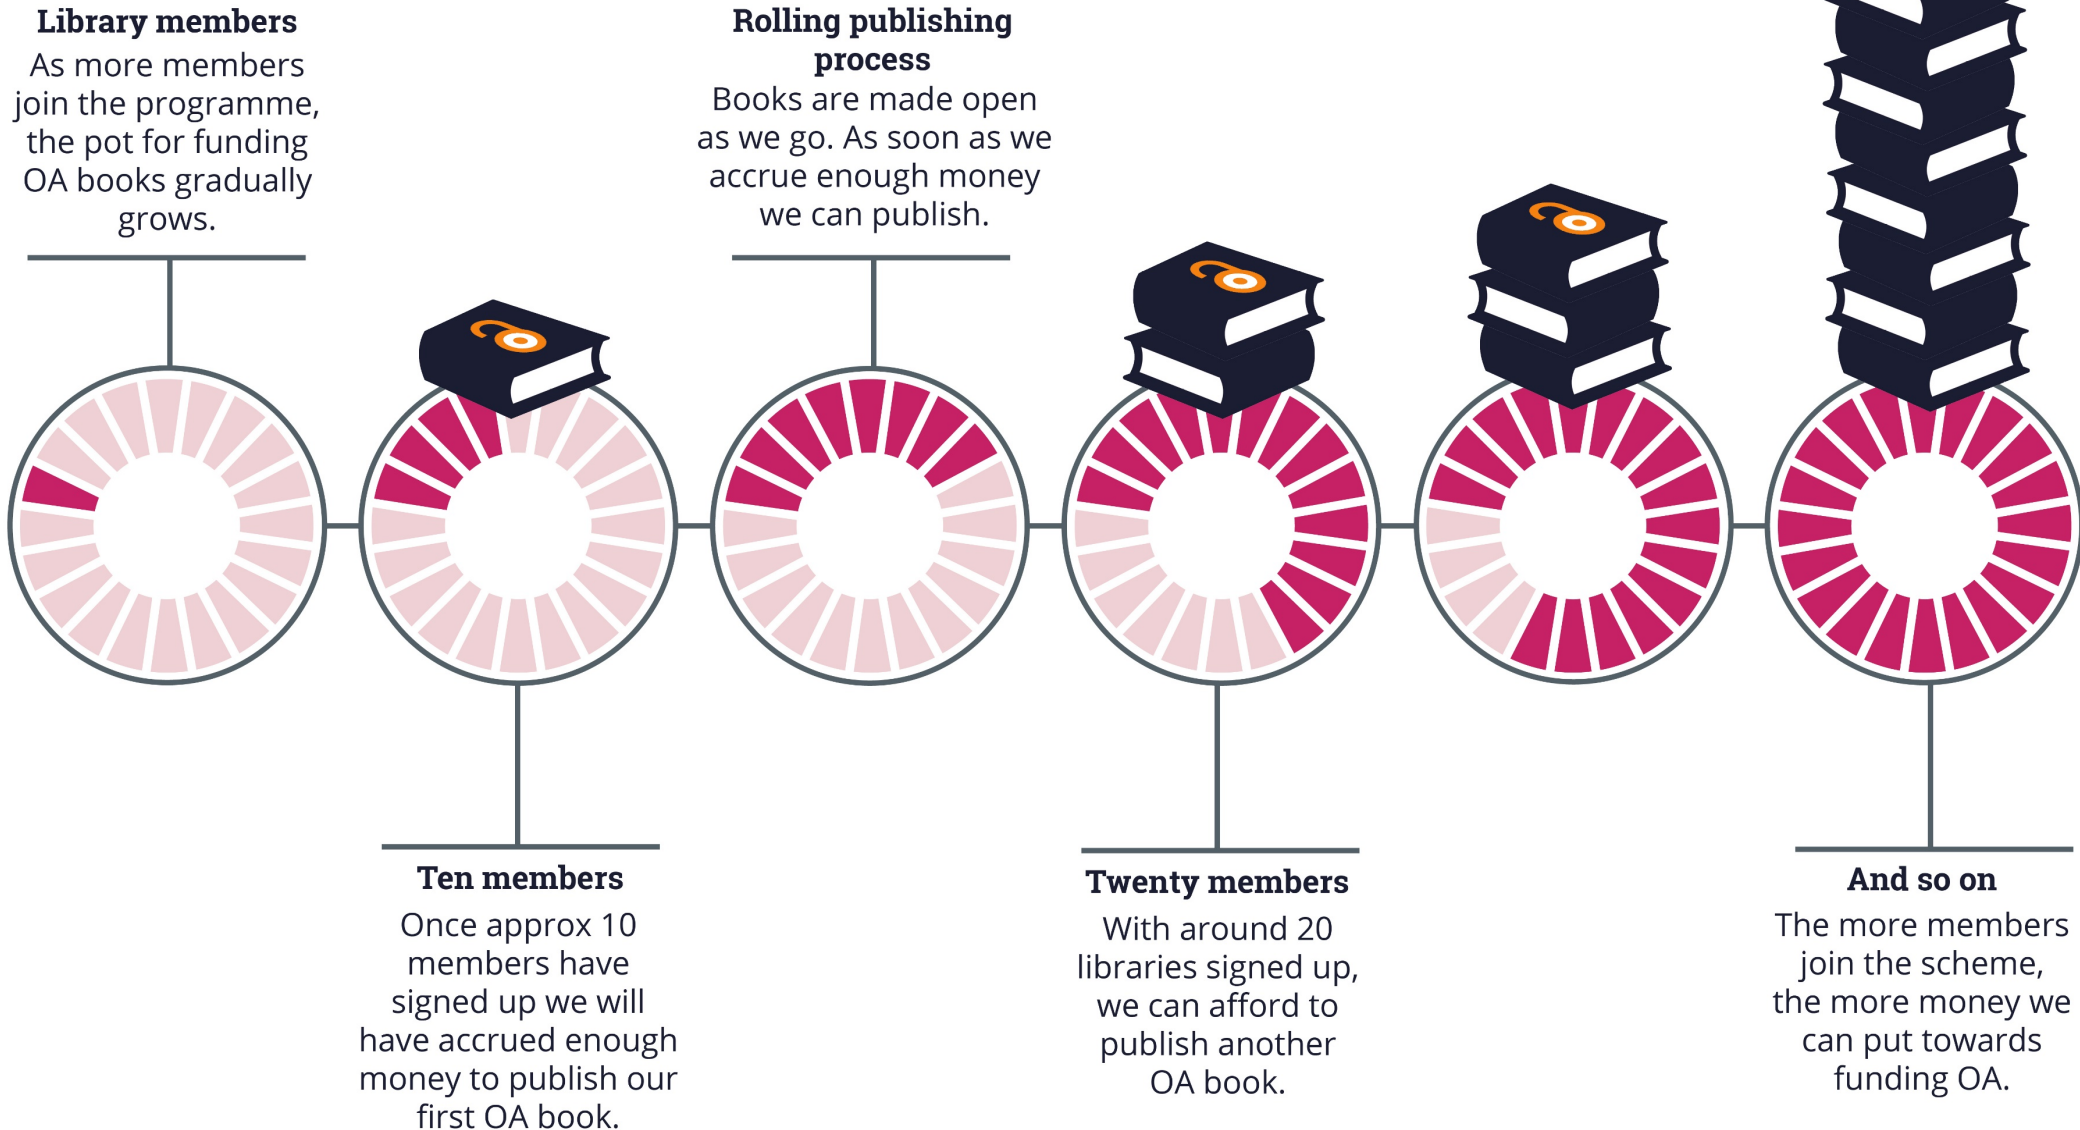 Library members
As more members
join the programme,
the pot for funding
OA books gradually
grows.
Ten members
Once approx 10
members have
signed up we will
have accrued enough
money to publish our
first OA book.
Rolling publishing
process
Books are made open
as we go. As soon as we
accrue enough money
we can publish.
Twenty members
With around 20
libraries signed up,
we can afford to
publish another
OA book.
And so on
The more members
join the scheme,
the more money we
can put towards
funding OA.